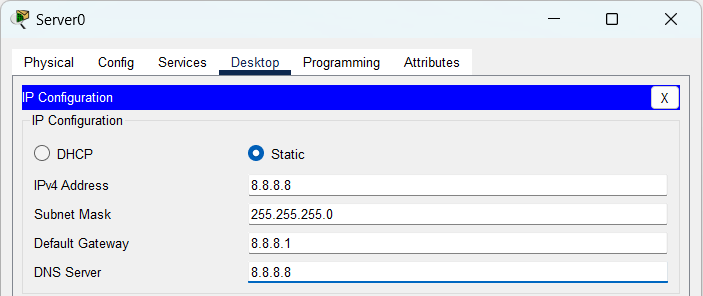 Server0
Physical Config Services Desktop Programming Attributes
IP Configuration X
IP Configuration
DHCP Static
IPv4 Address 8.8.8.8
Subnet Mask 255.255.255.0
Default Gateway 8.8.8.1
DNS Server 8.8.8.8